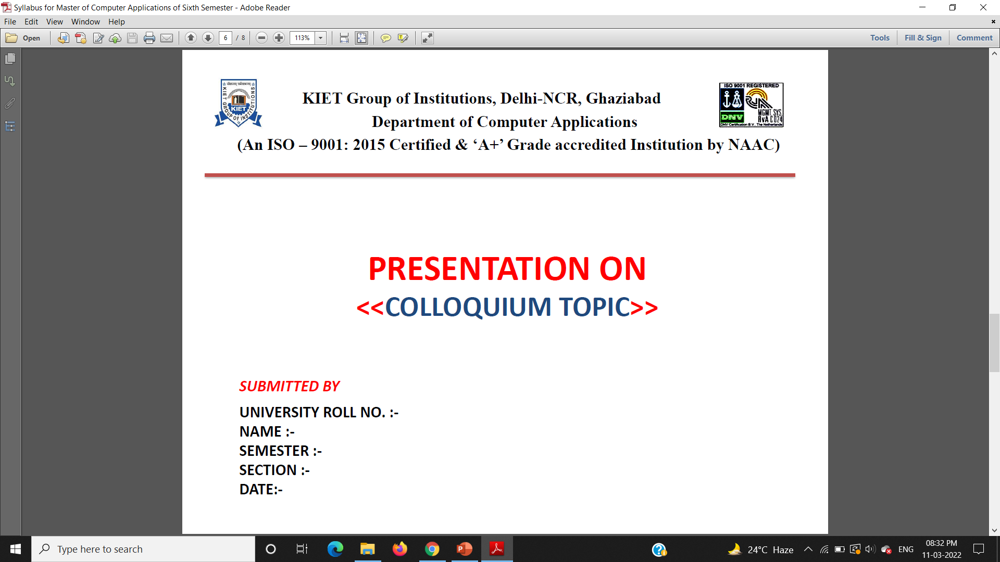 Syllabus for Master of Computer Applications of Sixth Semester - Adobe Reader
File Edit View Window Help
Open 6 / 8 113% Tools Fill & Sign Comment
KIET
GROUP OF INSTITUTIONS
ISO 9001 REGISTERED
DNV
MGMT. SYS.
RvA C 024
DNV Certification B.V., The Netherlands
KIET Group of Institutions, Delhi-NCR, Ghaziabad
Department of Computer Applications
(An ISO – 9001: 2015 Certified & ‘A+’ Grade accredited Institution by NAAC)
PRESENTATION ON
<<COLLOQUIUM TOPIC>>
SUBMITTED BY
UNIVERSITY ROLL NO. :-
NAME :-
SEMESTER :-
SECTION :-
DATE:-
Type here to search
24°C Haze ENG 08:32 PM
11-03-2022